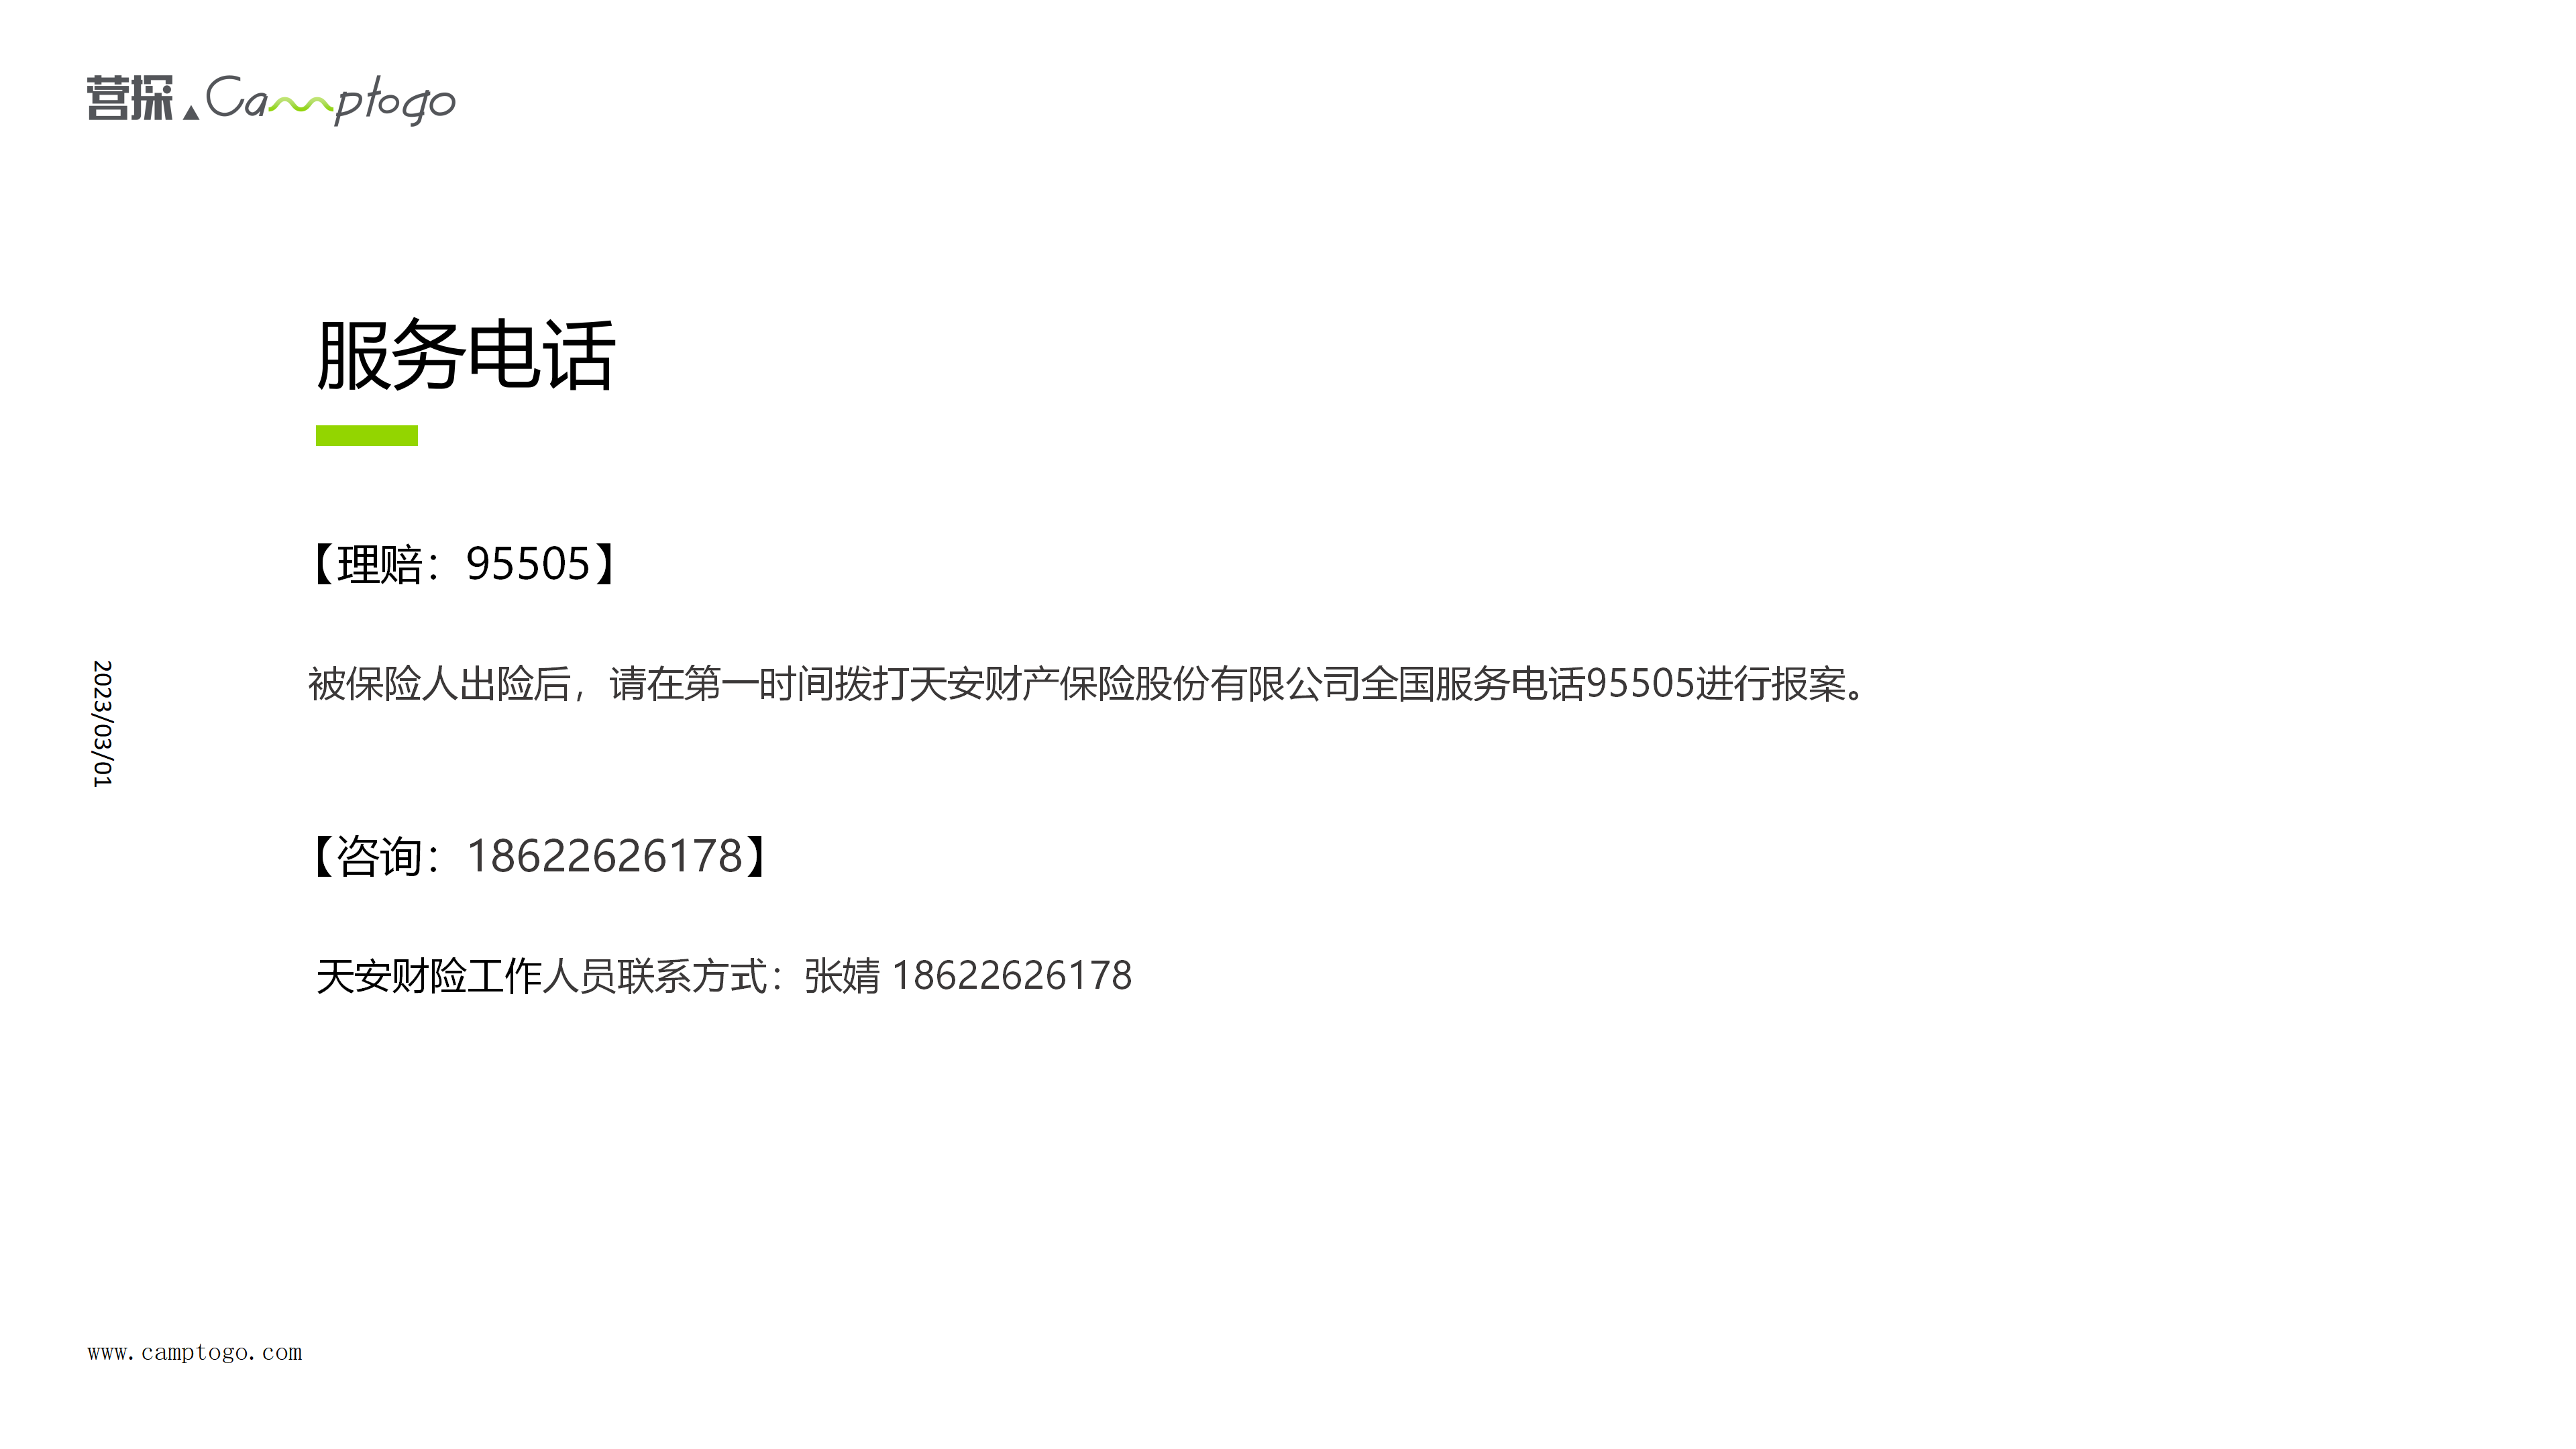 营探 Camptogo
服务电话
【理赔：95505】
被保险人出险后，请在第一时间拨打天安财产保险股份有限公司全国服务电话95505进行报案。
2023/03/01
【咨询：18622626178】
天安财险工作人员联系方式：张婧 18622626178
www.camptogo.com